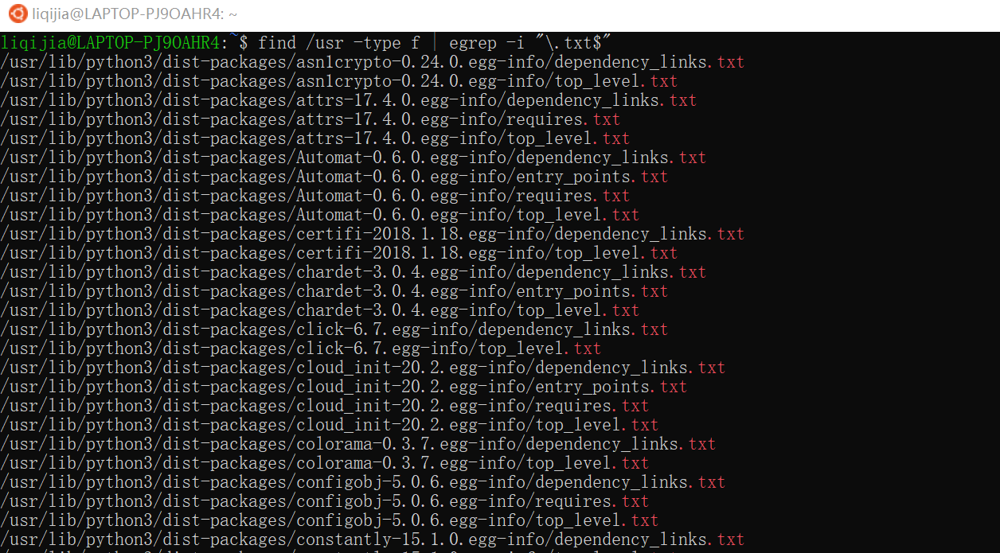 liqijia@LAPTOP-PJ9OAHR4: ~
liqijia@LAPTOP-PJ9OAHR4:~$ find /usr -type f | egrep -i "\.txt$"
/usr/lib/python3/dist-packages/asn1crypto-0.24.0.egg-info/dependency_links.txt
/usr/lib/python3/dist-packages/asn1crypto-0.24.0.egg-info/top_level.txt
/usr/lib/python3/dist-packages/attrs-17.4.0.egg-info/dependency_links.txt
/usr/lib/python3/dist-packages/attrs-17.4.0.egg-info/requires.txt
/usr/lib/python3/dist-packages/attrs-17.4.0.egg-info/top_level.txt
/usr/lib/python3/dist-packages/Automat-0.6.0.egg-info/dependency_links.txt
/usr/lib/python3/dist-packages/Automat-0.6.0.egg-info/entry_points.txt
/usr/lib/python3/dist-packages/Automat-0.6.0.egg-info/requires.txt
/usr/lib/python3/dist-packages/Automat-0.6.0.egg-info/top_level.txt
/usr/lib/python3/dist-packages/certifi-2018.1.18.egg-info/dependency_links.txt
/usr/lib/python3/dist-packages/certifi-2018.1.18.egg-info/top_level.txt
/usr/lib/python3/dist-packages/chardet-3.0.4.egg-info/dependency_links.txt
/usr/lib/python3/dist-packages/chardet-3.0.4.egg-info/entry_points.txt
/usr/lib/python3/dist-packages/chardet-3.0.4.egg-info/top_level.txt
/usr/lib/python3/dist-packages/click-6.7.egg-info/dependency_links.txt
/usr/lib/python3/dist-packages/click-6.7.egg-info/top_level.txt
/usr/lib/python3/dist-packages/cloud_init-20.2.egg-info/dependency_links.txt
/usr/lib/python3/dist-packages/cloud_init-20.2.egg-info/entry_points.txt
/usr/lib/python3/dist-packages/cloud_init-20.2.egg-info/requires.txt
/usr/lib/python3/dist-packages/cloud_init-20.2.egg-info/top_level.txt
/usr/lib/python3/dist-packages/colorama-0.3.7.egg-info/dependency_links.txt
/usr/lib/python3/dist-packages/colorama-0.3.7.egg-info/top_level.txt
/usr/lib/python3/dist-packages/configobj-5.0.6.egg-info/dependency_links.txt
/usr/lib/python3/dist-packages/configobj-5.0.6.egg-info/requires.txt
/usr/lib/python3/dist-packages/configobj-5.0.6.egg-info/top_level.txt
/usr/lib/python3/dist-packages/constantly-15.1.0.egg-info/dependency_links.txt